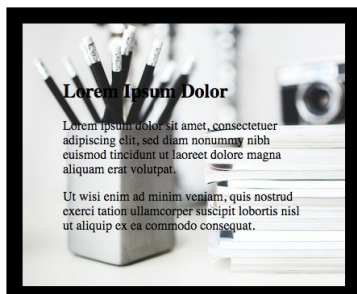 Lorem Ipsum Dolor
Lorem ipsum dolor sit amet, consectetuer
adipiscing elit, sed diam nonummy nibh
euismod tincidunt ut laoreet dolore magna
aliquam erat volutpat.
Ut wisi enim ad minim veniam, quis nostrud
exerci tation ullamcorper suscipit lobortis nisl
ut aliquip ex ea commodo consequat.